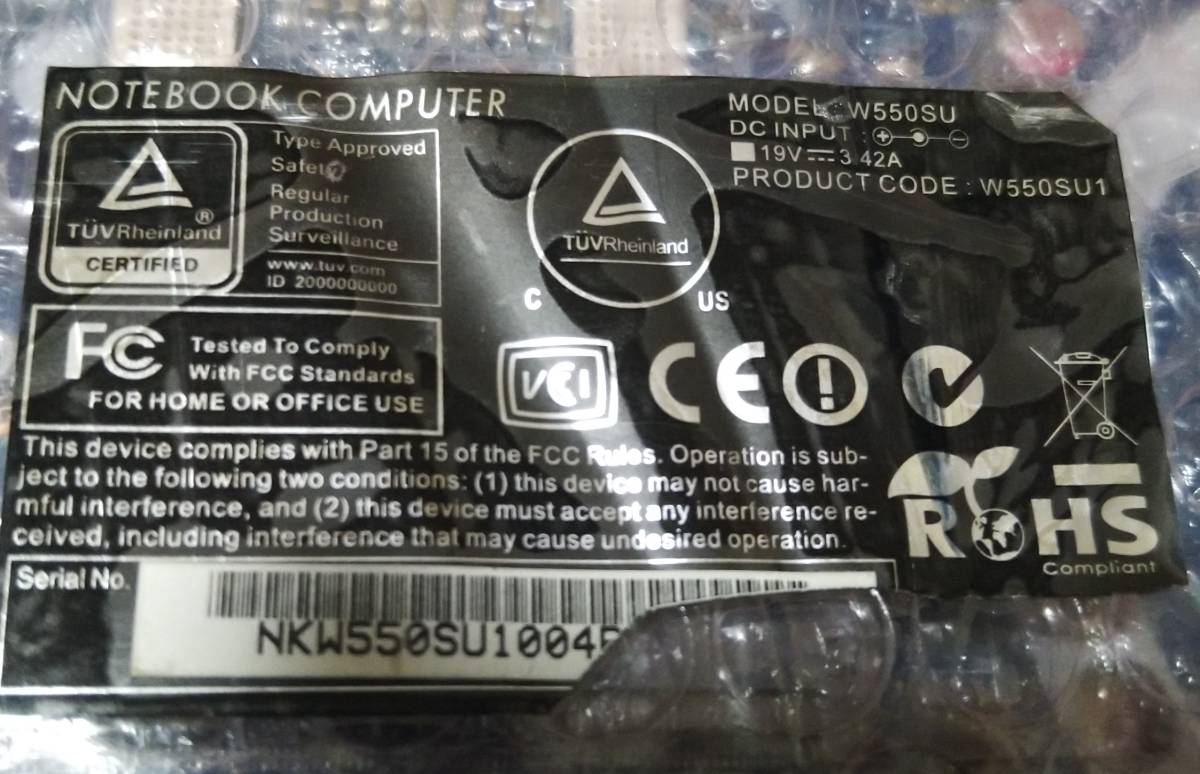 NOTEBOOK COMPUTER
TÜVRheinland®
CERTIFIED
Type Approved
Safety
Regular
Production
Surveillance
www.tuv.com
ID 2000000000
TÜVRheinland
C US
MODEL : W550SU
DC INPUT :
19V 3.42A
PRODUCT CODE : W550SU1
FC
Tested To Comply
With FCC Standards
FOR HOME OR OFFICE USE
VCI
CE
This device complies with Part 15 of the FCC Rules. Operation is sub-
ject to the following two conditions: (1) this device may not cause har-
mful interference, and (2) this device must accept any interference re-
ceived, including interference that may cause undesired operation.
RoHS
Compliant
Serial No.
NKW550SU1004